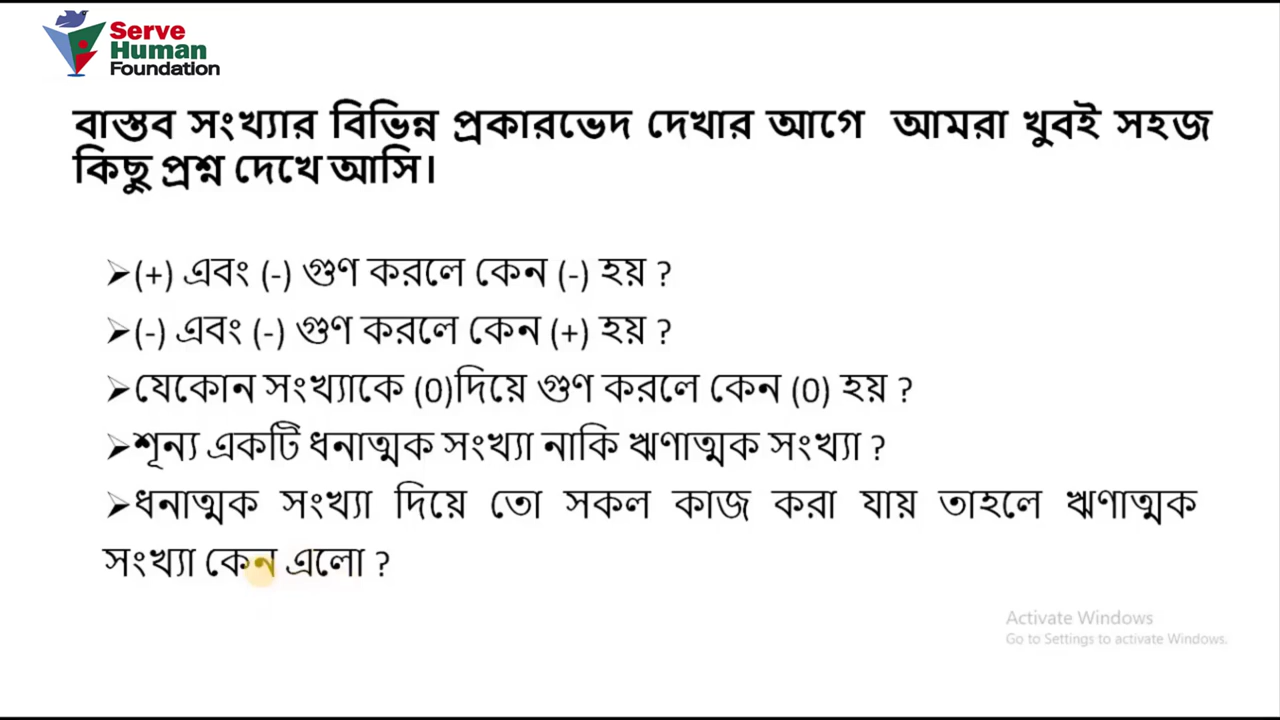 Serve
Human
Foundation
বাস্তব সংখ্যার বিভিন্ন প্রকারভেদ দেখার আগে আমরা খুবই সহজ
কিছু প্রশ্ন দেখে আসি।
➢(+) এবং (-) গুণ করলে কেন (-) হয় ?
➢(-) এবং (-) গুণ করলে কেন (+) হয় ?
➢যেকোন সংখ্যাকে (0)দিয়ে গুণ করলে কেন (0) হয় ?
➢শূন্য একটি ধনাত্মক সংখ্যা নাকি ঋণাত্মক সংখ্যা ?
➢ধনাত্মক সংখ্যা দিয়ে তো সকল কাজ করা যায় তাহলে ঋণাত্মক
সংখ্যা কেন এলো ?
Activate Windows
Go to Settings to activate Windows.